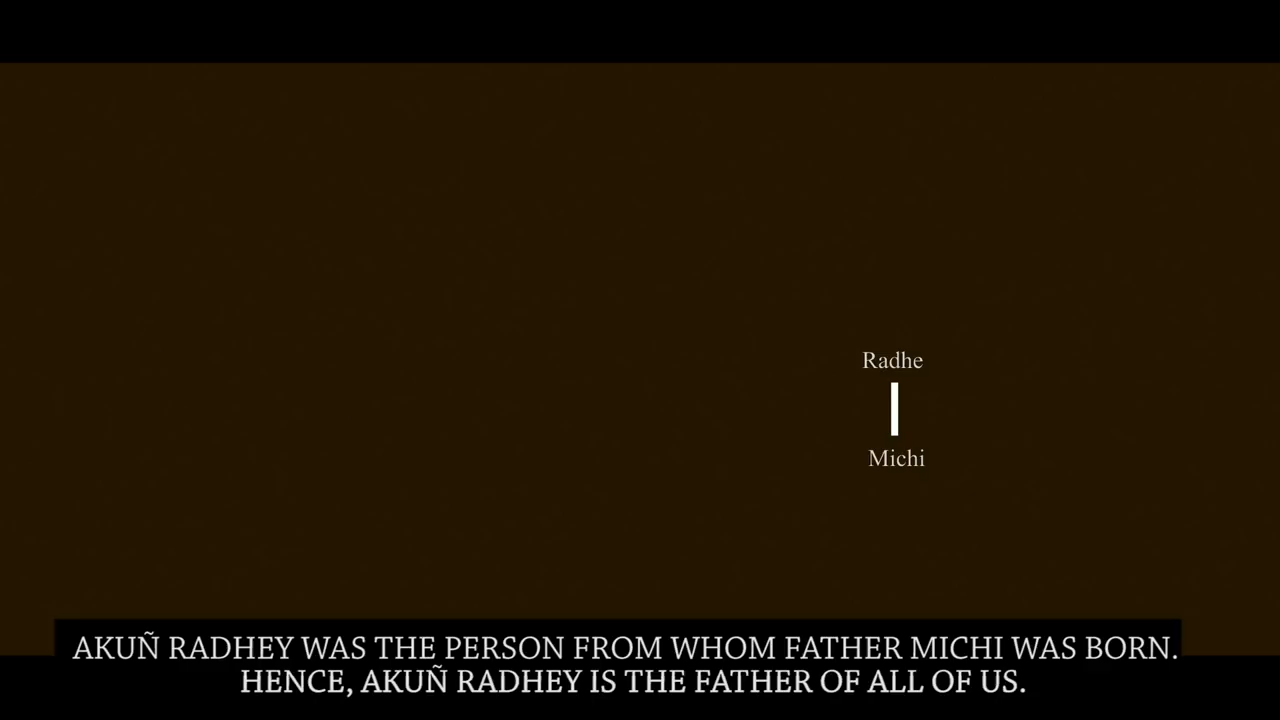 Radhe
Michi
AKUÑ RADHEY WAS THE PERSON FROM WHOM FATHER MICHI WAS BORN.
HENCE, AKUÑ RADHEY IS THE FATHER OF ALL OF US.